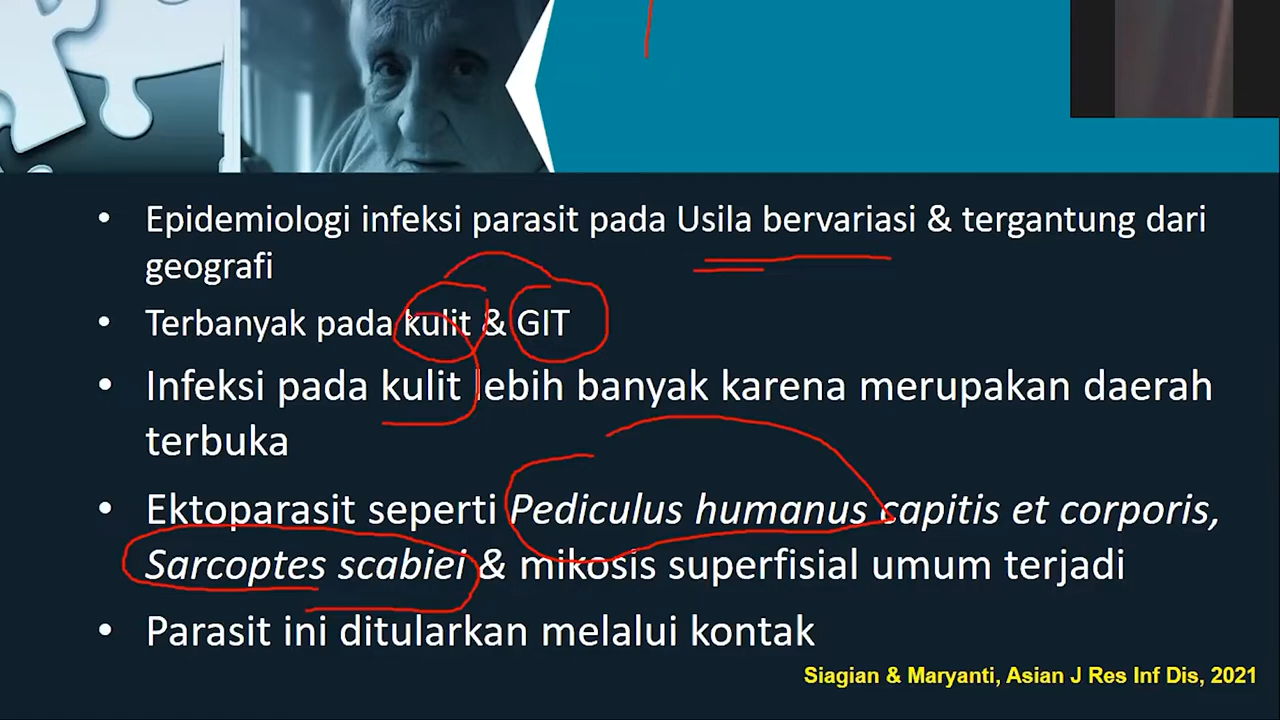 • Epidemiologi infeksi parasit pada Usila bervariasi & tergantung dari
geografi
• Terbanyak pada kulit & GIT
• Infeksi pada kulit lebih banyak karena merupakan daerah
terbuka
• Ektoparasit seperti Pediculus humanus capitis et corporis,
Sarcoptes scabiei & mikosis superfisial umum terjadi
• Parasit ini ditularkan melalui kontak
Siagian & Maryanti, Asian J Res Inf Dis, 2021